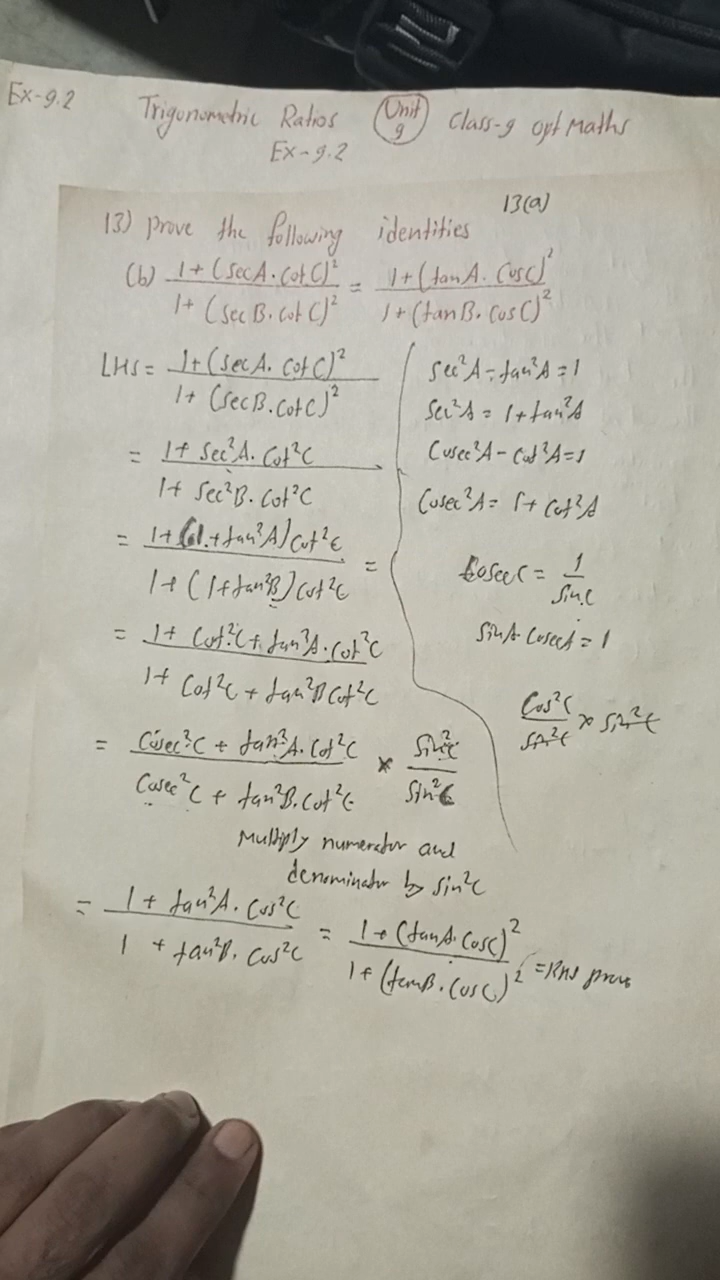 Ex-9.2
Trigonometric Ratios (Unit 9) Class-9 opt Maths
Ex-9.2
13(a)
13) prove the following identities
(b) 1+(secA.cotC)²/1+(secB.cotC)² = 1+(tanA.cosC)²/1+(tanB.cosC)²
LHS = 1+(secA.cotC)²/1+(secB.cotC)²
= 1+sec²A.cot²C/1+sec²B.cot²C
= 1+(1+tan²A)cot²C/1+(1+tan²B)cot²C =
= 1+cot²C+tan²A.cot²C/1+cot²C+tan²Bcot²C
= cosec²C+tan²A.cot²C/cosec²C+tan²B.cot²C × sin²C/sin²C
Multiply numerator and
denominator by sin²C
= 1+tan²A.cos²C/1+tan²B.cos²C = 1+(tanA.cosC)²/1+(tanB.cosC)² = RHS
sec²A-tan²A=1
sec²A=1+tan²A
cosec²A-cot²A=1
cosec²A=1+cot²A
cosecC = 1/sinC
sinA.cosecA=1
cos²C/sin²C × sin²C